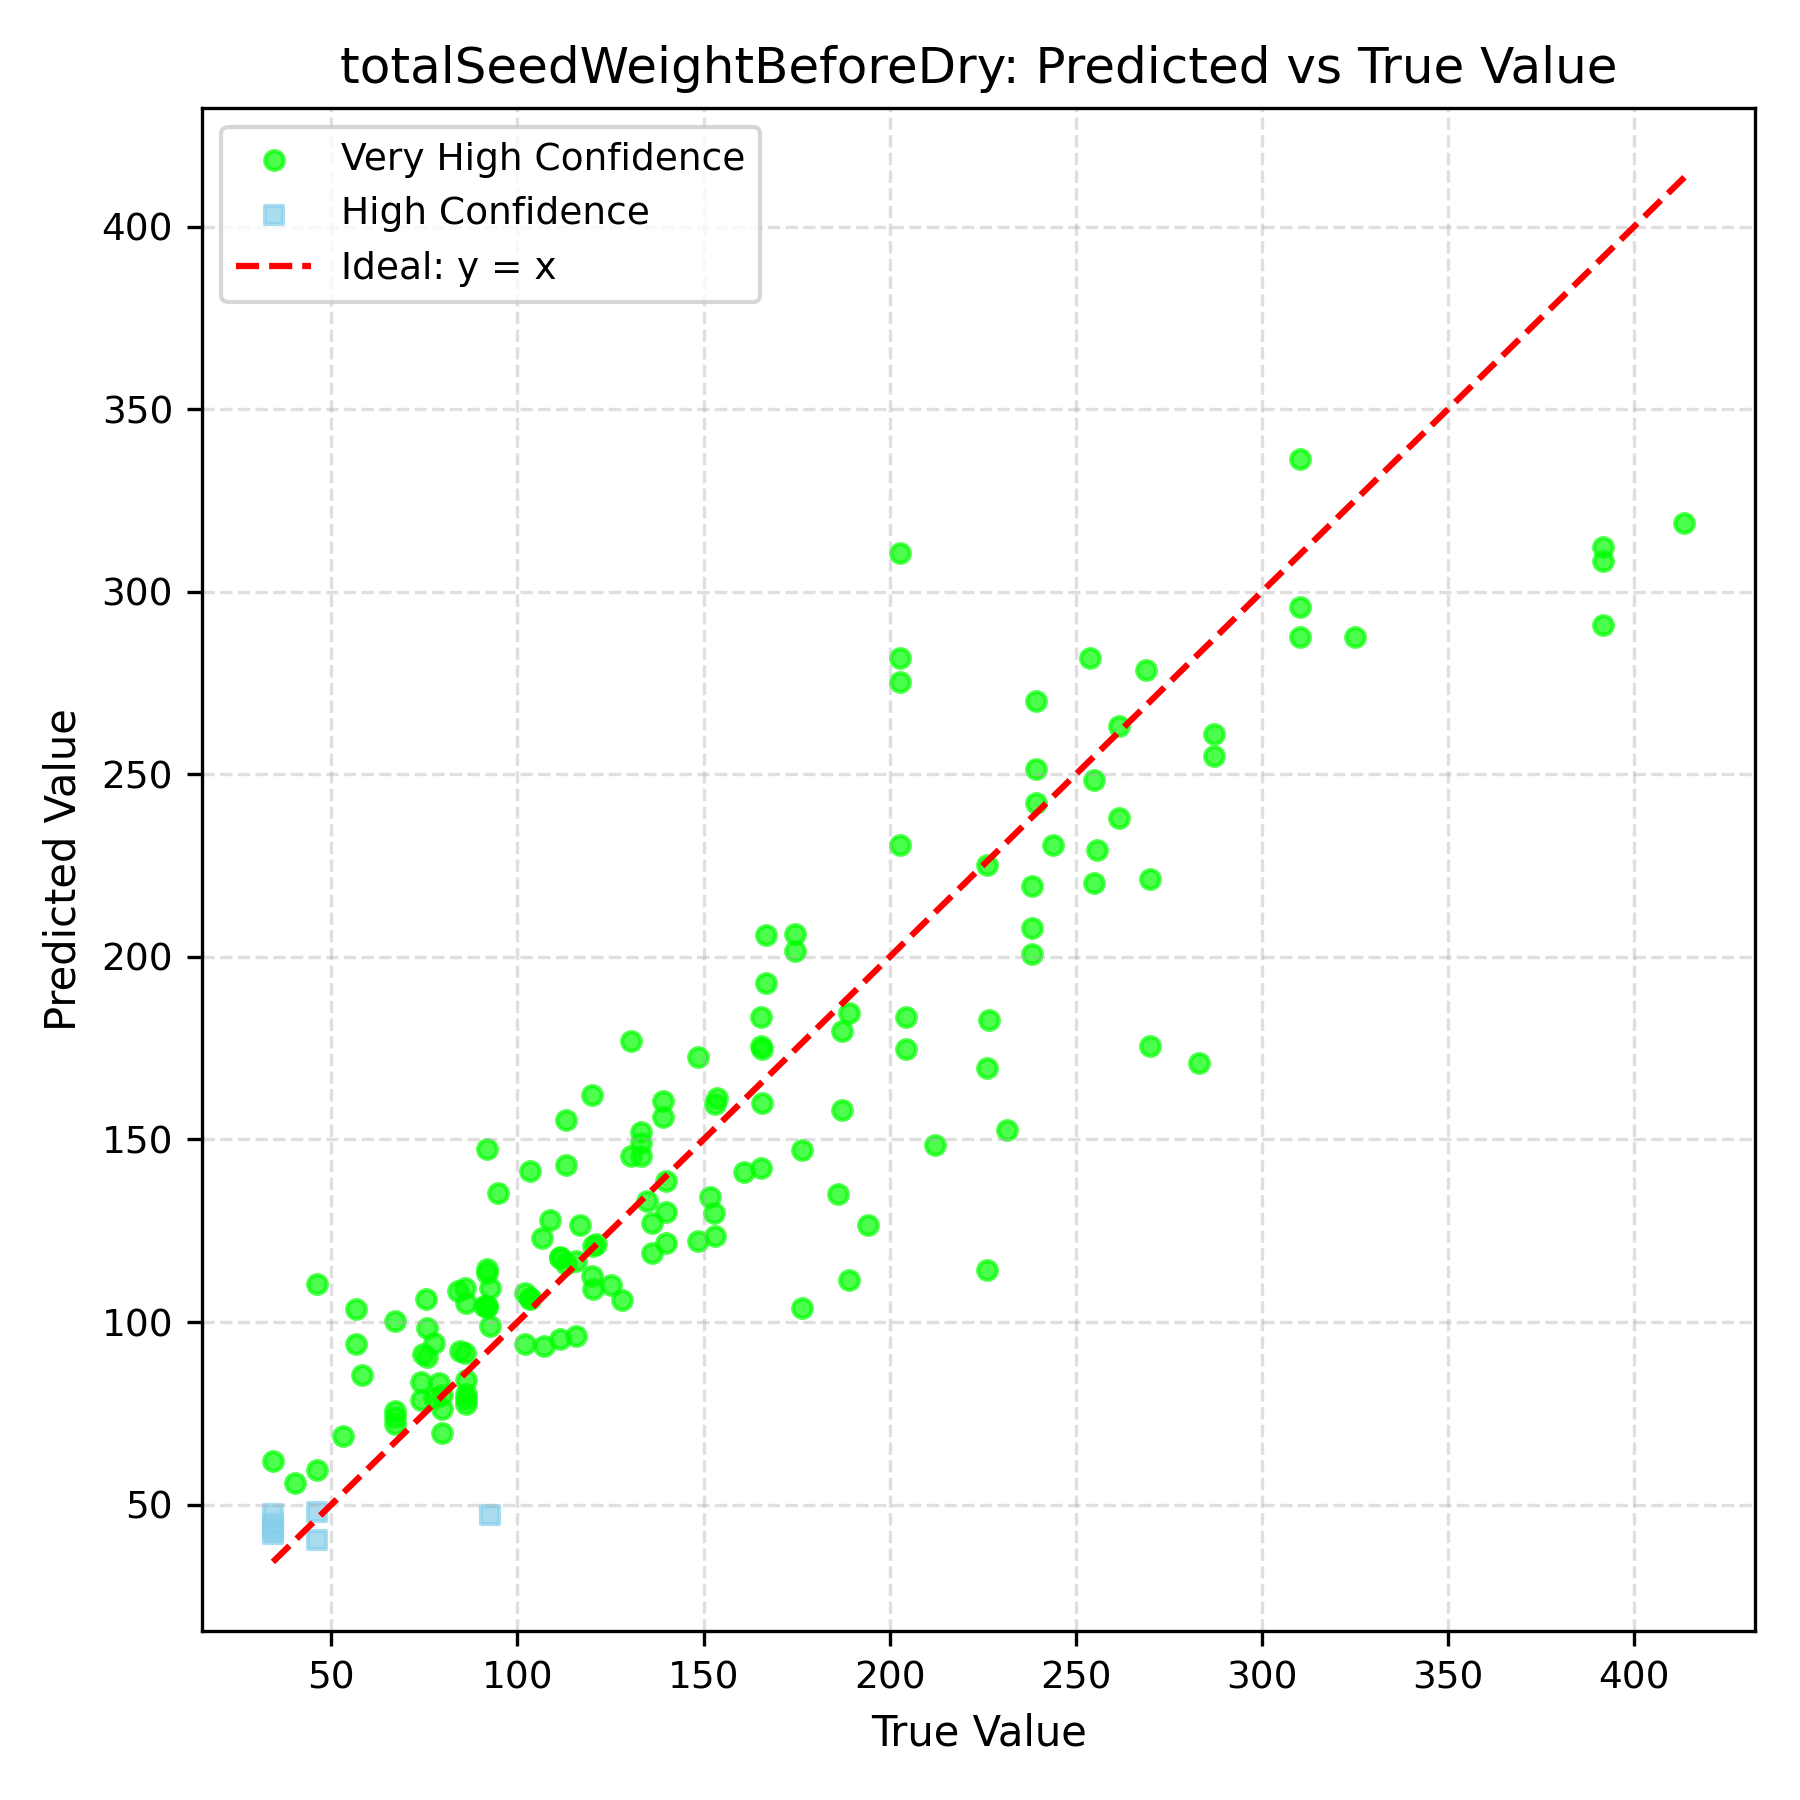 totalSeedWeightBeforeDry: Predicted vs True Value
Very High Confidence
High Confidence
Ideal: y = x
400
350
300
250
200
150
100
50
Predicted Value
50 100 150 200 250 300 350 400
True Value